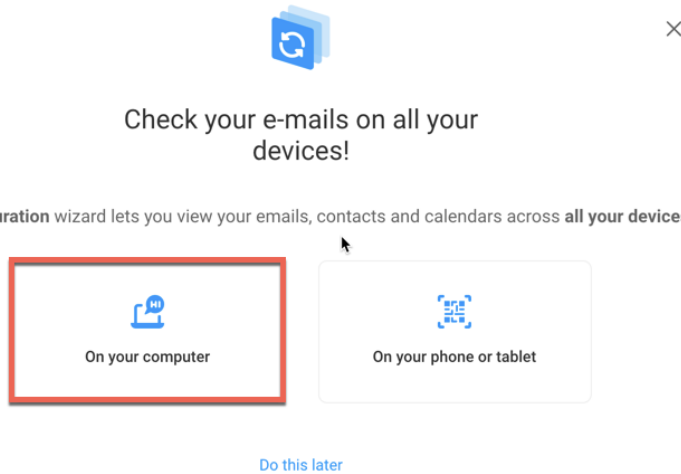 Check your e-mails on all your
devices!
uration wizard lets you view your emails, contacts and calendars across all your device
HI
On your computer
On your phone or tablet
Do this later